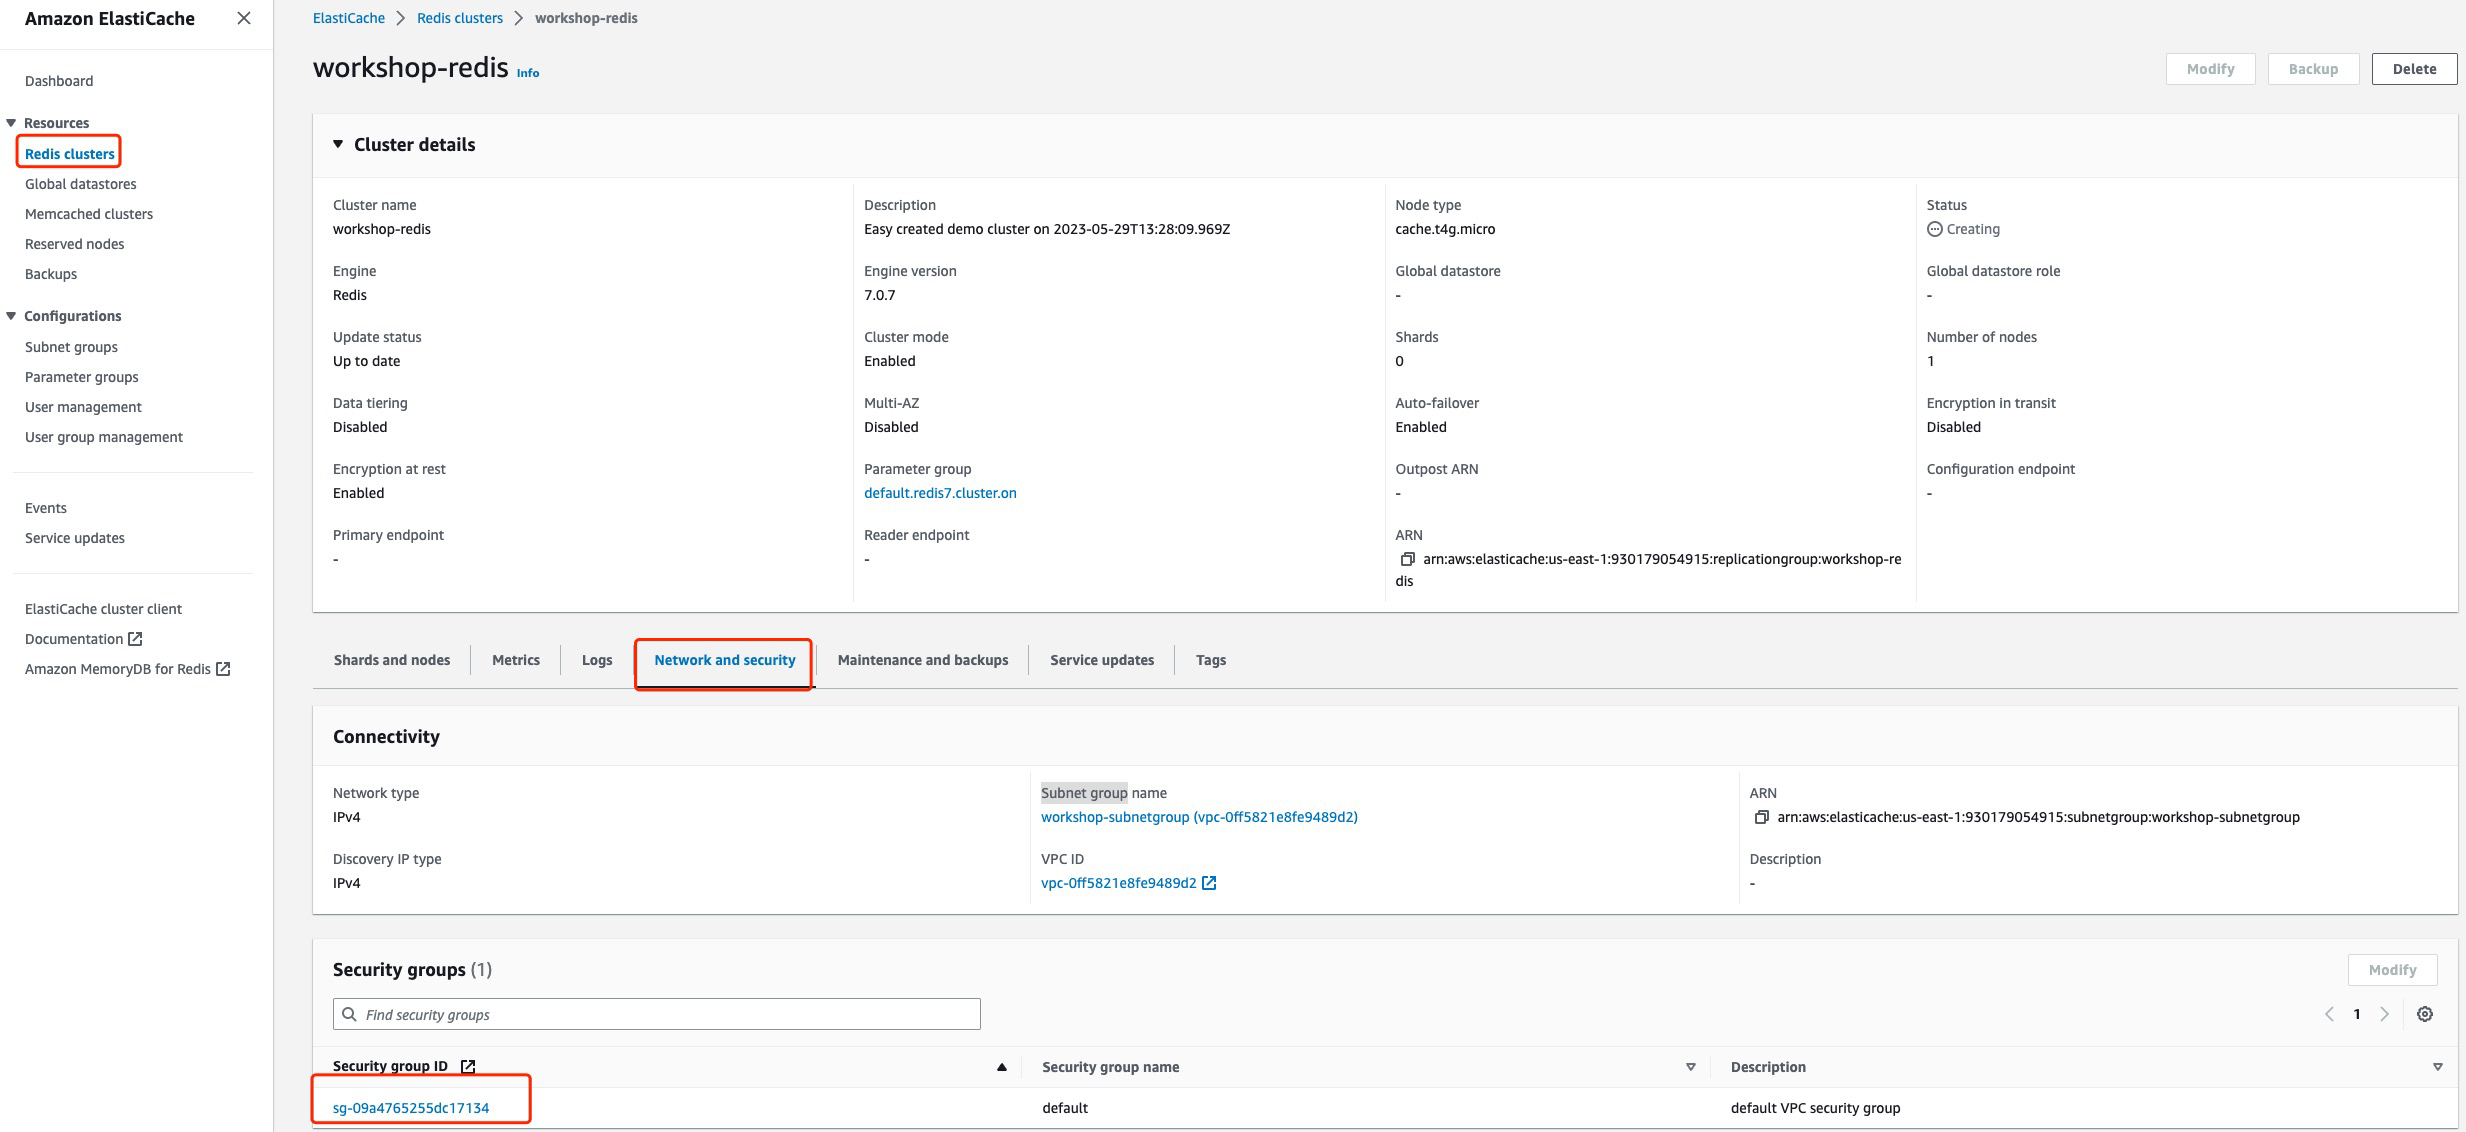 Amazon ElastiCache
Dashboard
Resources
Redis clusters
Global datastores
Memcached clusters
Reserved nodes
Backups
Configurations
Subnet groups
Parameter groups
User management
User group management
Events
Service updates
ElastiCache cluster client
Documentation
Amazon MemoryDB for Redis
ElastiCache > Redis clusters > workshop-redis
workshop-redis Info
Modify Backup Delete
Cluster details
Cluster name
workshop-redis
Description
Easy created demo cluster on 2023-05-29T13:28:09.969Z
Node type
cache.t4g.micro
Status
Creating
Engine
Redis
Engine version
7.0.7
Global datastore
-
Global datastore role
-
Update status
Up to date
Cluster mode
Enabled
Shards
0
Number of nodes
1
Data tiering
Disabled
Multi-AZ
Disabled
Auto-failover
Enabled
Encryption in transit
Disabled
Encryption at rest
Enabled
Parameter group
default.redis7.cluster.on
Outpost ARN
-
Configuration endpoint
-
Primary endpoint
-
Reader endpoint
-
ARN
arn:aws:elasticache:us-east-1:930179054915:replicationgroup:workshop-re
dis
Shards and nodes Metrics Logs Network and security Maintenance and backups Service updates Tags
Connectivity
Network type
IPv4
Subnet group name
workshop-subnetgroup (vpc-0ff5821e8fe9489d2)
ARN
arn:aws:elasticache:us-east-1:930179054915:subnetgroup:workshop-subnetgroup
Discovery IP type
IPv4
VPC ID
vpc-0ff5821e8fe9489d2
Description
-
Security groups (1)
Modify
Find security groups
1
Security group ID Security group name Description
sg-09a4765255dc17134 default default VPC security group